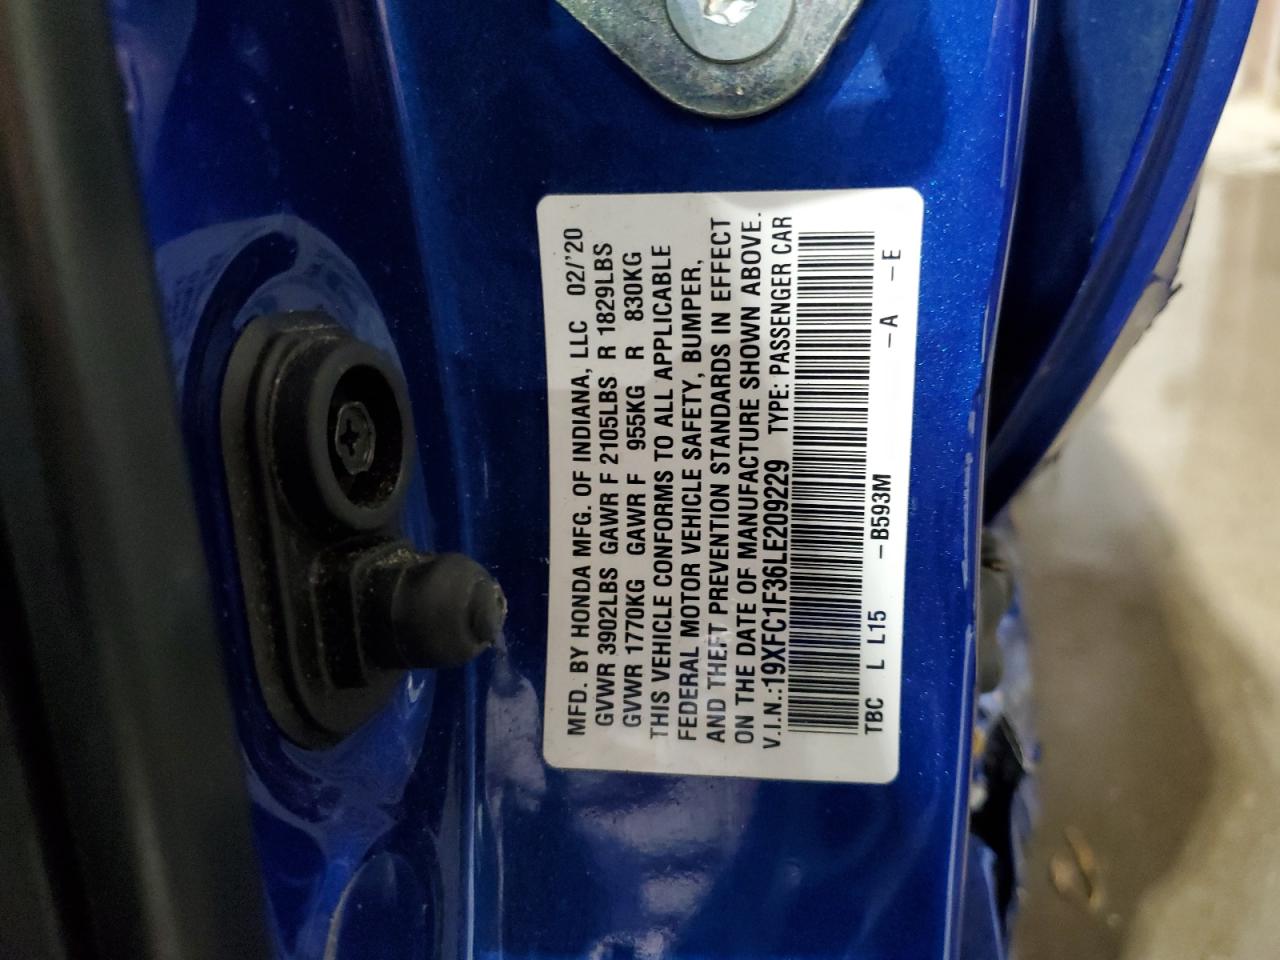 MFD. BY HONDA MFG. OF INDIANA, LLC 02/'20
GVWR 3902LBS GAWR F 2105LBS R 1829LBS
GVWR 1770KG GAWR F 955KG R 830KG
THIS VEHICLE CONFORMS TO ALL APPLICABLE
FEDERAL MOTOR VEHICLE SAFETY, BUMPER,
AND THEFT PREVENTION STANDARDS IN EFFECT
ON THE DATE OF MANUFACTURE SHOWN ABOVE.
V.I.N.:19XFC1F36LE209229 TYPE: PASSENGER CAR
TBC L L15 -B593M -A -E